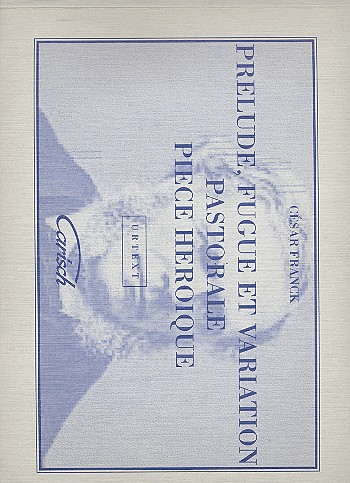 CÉSAR FRANCK
PRELUDE, FUGUE ET VARIATION
PASTORALE
PIECE HEROIQUE
URTEXT
Carisch